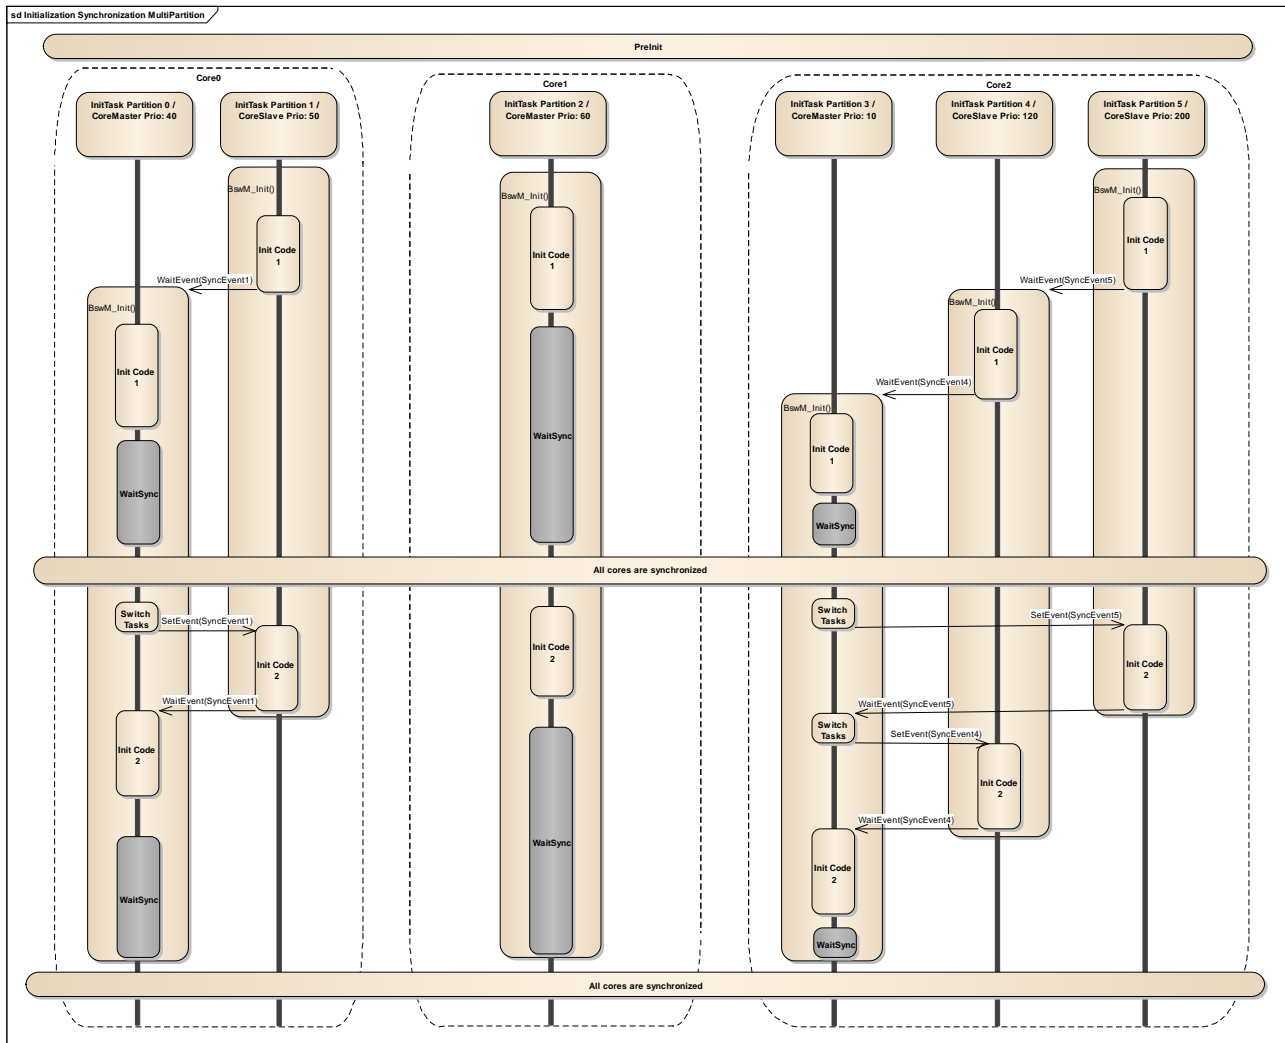 sd Initialization Synchronization MultiPartition
PreInit
Core0
Core1
Core2
InitTask Partition 0 /
CoreMaster Prio: 40
InitTask Partition 1 /
CoreSlave Prio: 50
InitTask Partition 2 /
CoreMaster Prio: 60
InitTask Partition 3 /
CoreMaster Prio: 10
InitTask Partition 4 /
CoreSlave Prio: 120
InitTask Partition 5 /
CoreSlave Prio: 200
BswM_Init()
BswM_Init()
BswM_Init()
Init Code
1
Init Code
1
Init Code
1
WaitEvent(SyncEvent1)
WaitEvent(SyncEvent5)
BswM_Init()
BswM_Init()
Init Code
1
Init Code
1
WaitEvent(SyncEvent4)
BswM_Init()
Init Code
1
WaitSync
WaitSync
WaitSync
All cores are synchronized
Switch
Tasks
SetEvent(SyncEvent1)
Switch
Tasks
SetEvent(SyncEvent5)
Init Code
2
Init Code
2
Init Code
2
WaitEvent(SyncEvent1)
WaitEvent(SyncEvent5)
Switch
Tasks
SetEvent(SyncEvent4)
Init Code
2
Init Code
2
WaitEvent(SyncEvent4)
Init Code
2
WaitSync
WaitSync
WaitSync
All cores are synchronized